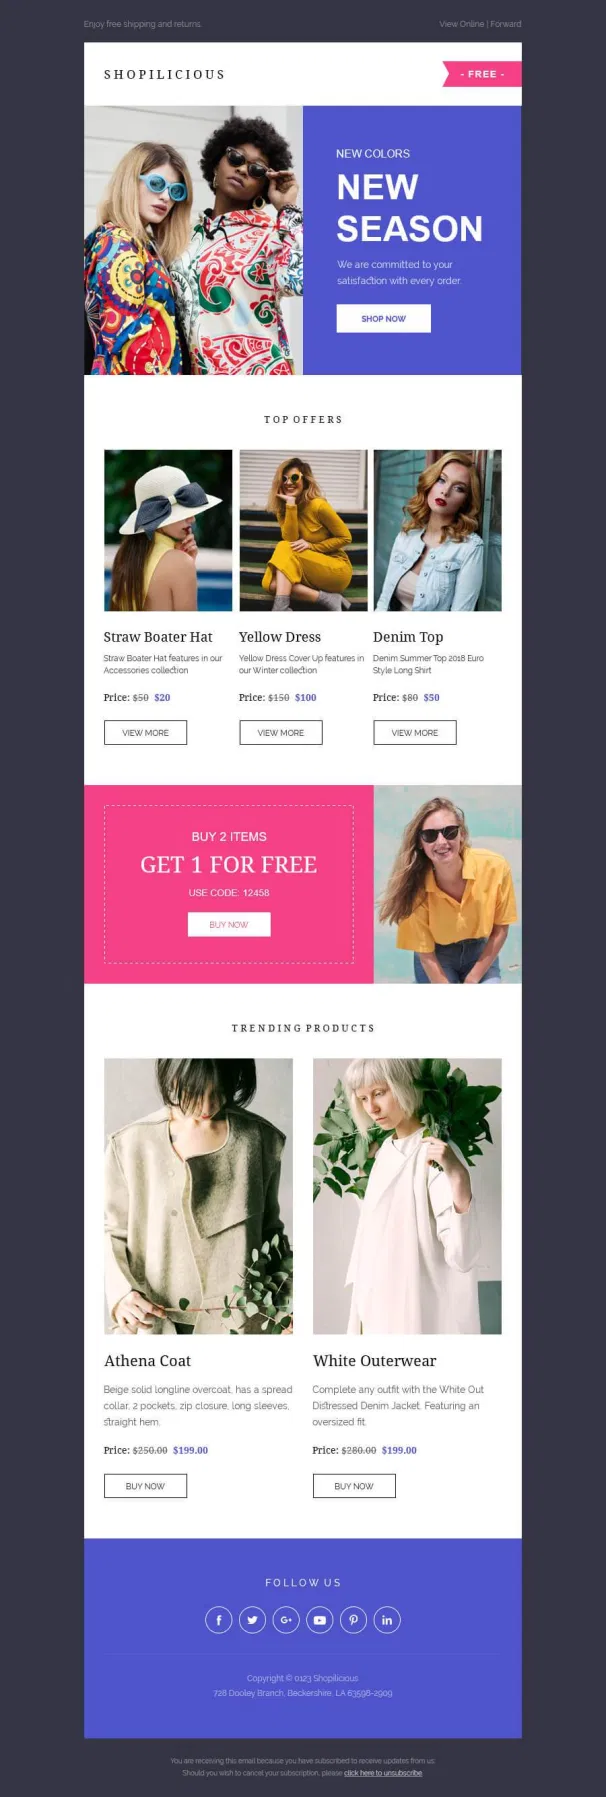 Enjoy free shipping and returns.
View Online | Forward
SHOPILICIOUS
- FREE -
NEW COLORS
NEW
SEASON
We are committed to your
satisfaction with every order.
SHOP NOW
TOP OFFERS
Straw Boater Hat
Straw Boater Hat features in our
Accessories collection
Price: $50 $20
VIEW MORE
Yellow Dress
Yellow Dress Cover Up features in
our Winter collection
Price: $150 $100
VIEW MORE
Denim Top
Denim Summer Top 2018 Euro
Style Long Shirt
Price: $80 $50
VIEW MORE
BUY 2 ITEMS
GET 1 FOR FREE
USE CODE: 12458
BUY NOW
TRENDING PRODUCTS
Athena Coat
Beige solid longline overcoat, has a spread
collar, 2 pockets, zip closure, long sleeves,
straight hem.
Price: $250.00 $199.00
BUY NOW
White Outerwear
Complete any outfit with the White Out
Distressed Denim Jacket. Featuring an
oversized fit.
Price: $280.00 $199.00
BUY NOW
FOLLOW US
Copyright © 0123 Shopilicious
728 Dooley Branch, Beckershire, LA 63598-2909
You are receiving this email because you have subscribed to receive updates from us.
Should you wish to cancel your subscription, please click here to unsubscribe.